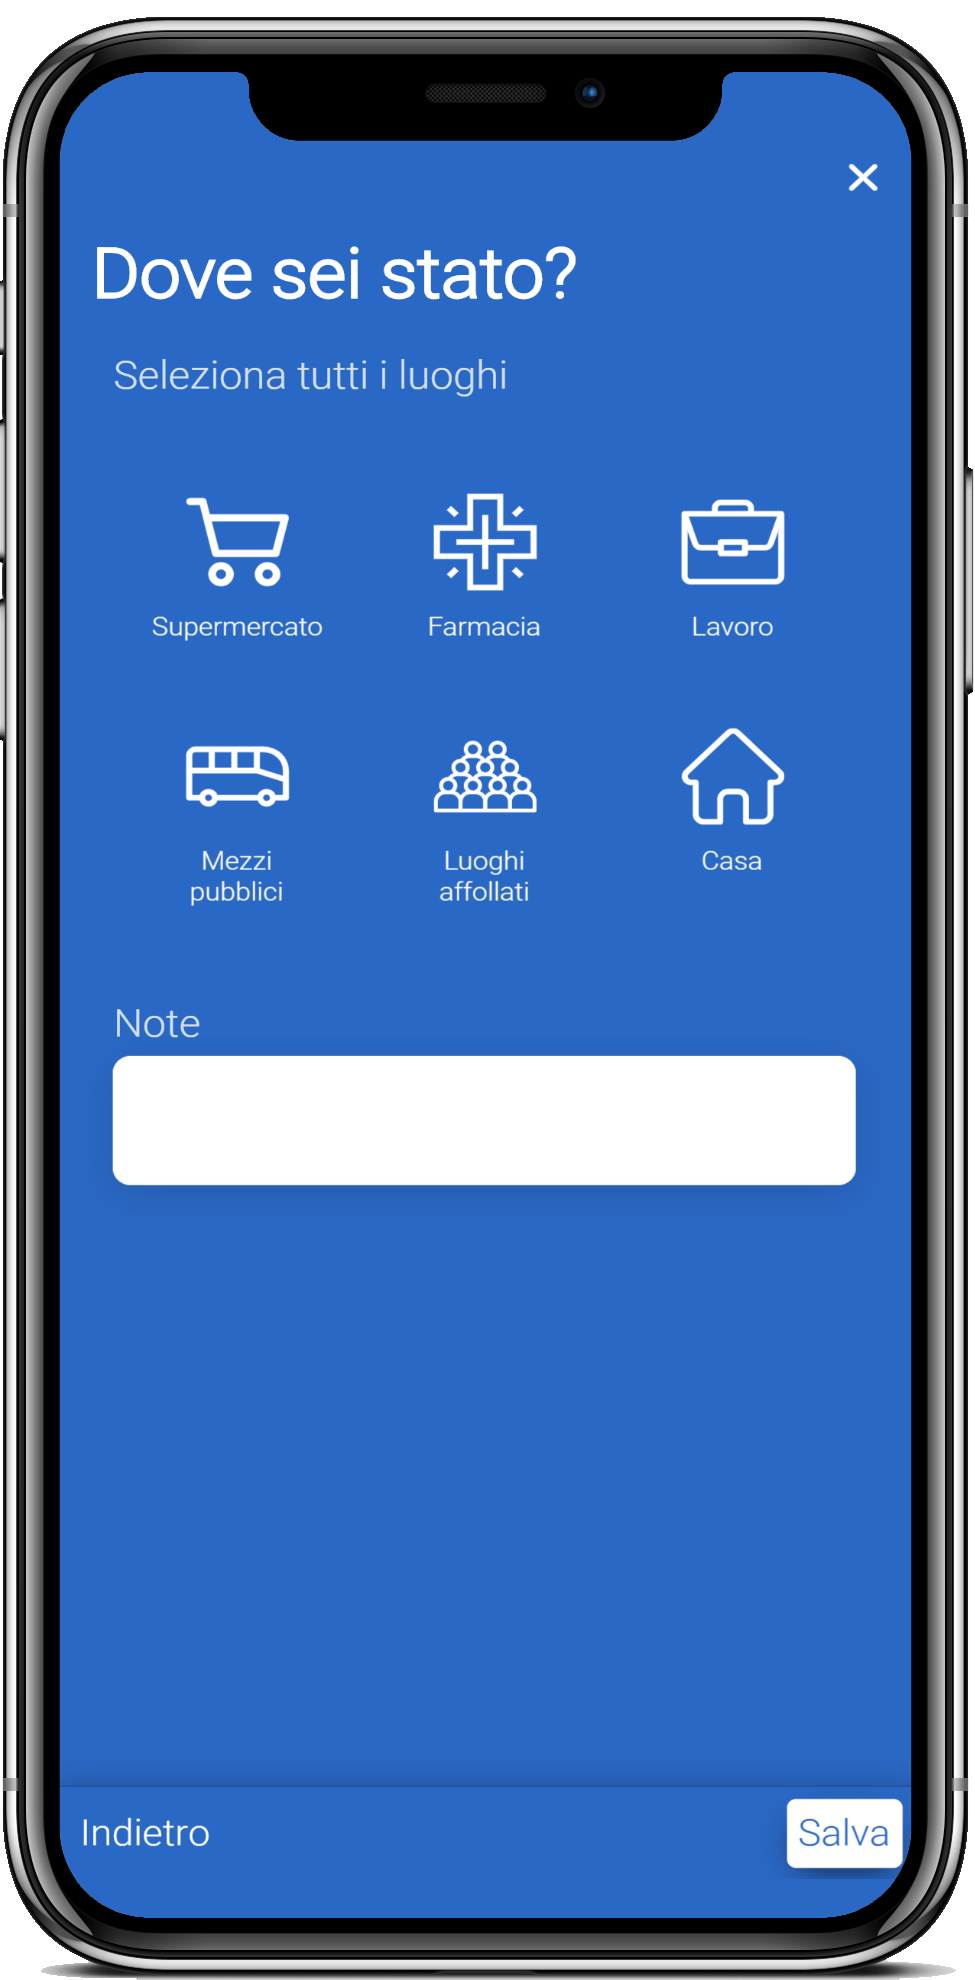 Dove sei stato?
Seleziona tutti i luoghi
Supermercato
Farmacia
Lavoro
Mezzi
pubblici
Luoghi
affollati
Casa
Note
Indietro
Salva